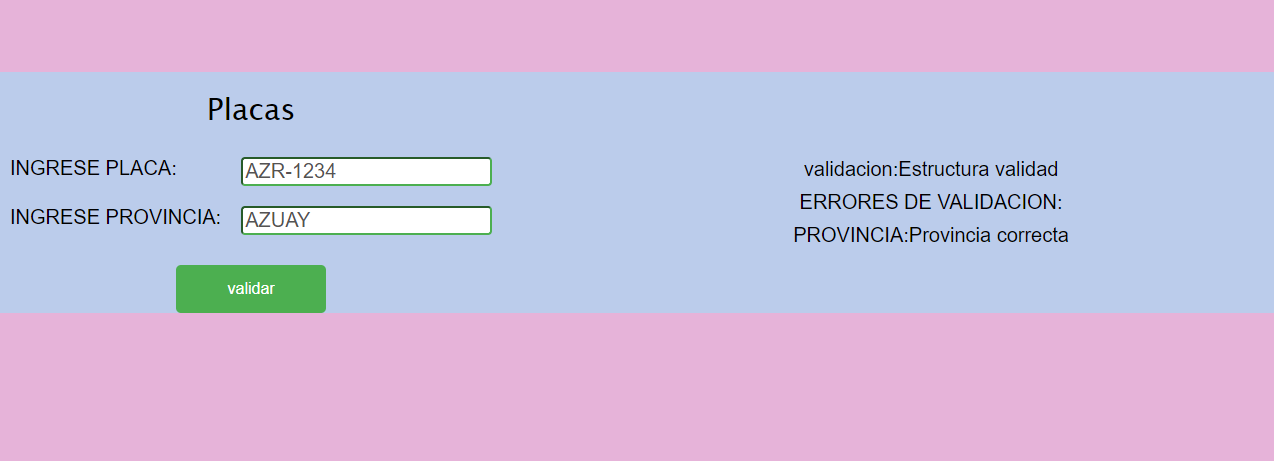 Placas
INGRESE PLACA:
AZR-1234
INGRESE PROVINCIA:
AZUAY
validar
validacion:Estructura validad
ERRORES DE VALIDACION:
PROVINCIA:Provincia correcta